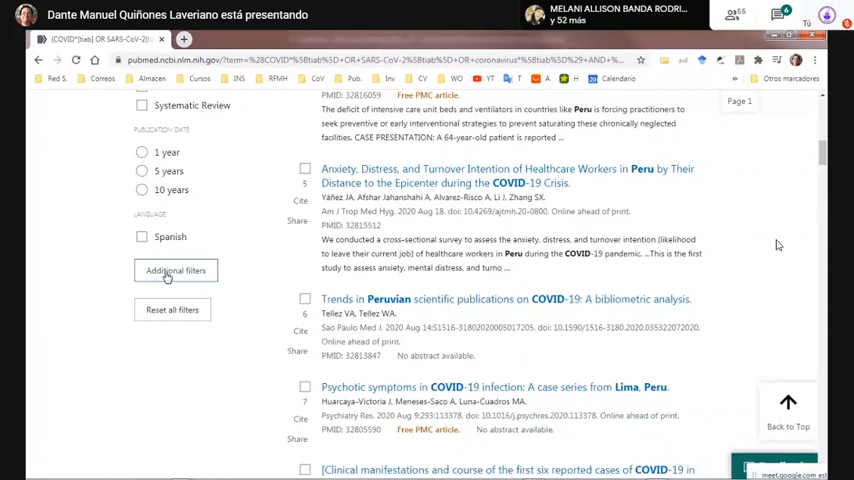 Dante Manuel Quiñones Laveriano está presentando
MELANI ALLISON BANDA RODRI...
y 52 más
Tú
(COVID*[tiab] OR SARS-CoV-2[t
pubmed.ncbi.nlm.nih.gov/?term=%28COVID*%5Btiab%5D+OR+SARS-CoV-2%5Btiab%5D+OR+coronavirus*%5Btiab%5D%29+AND+%...
Red S. Correo Almacen Cursos INS RFMH CoV Pub. Inv CV WO YT T A H Calendario » Otros marcadores
Systematic Review
PUBLICATION DATE
1 year
5 years
10 years
LANGUAGE
Spanish
Additional filters
Reset all filters
PMID: 32816059 Free PMC article.
The deficit of intensive care unit beds and ventilators in countries like Peru is forcing practitioners to
seek preventive or early interventional strategies to prevent saturating these chronically neglected
facilities. CASE PRESENTATION: A 64-year-old patient is reported ...
5
Cite
Share
Anxiety, Distress, and Turnover Intention of Healthcare Workers in Peru by Their
Distance to the Epicenter during the COVID-19 Crisis.
Yáñez JA, Afshar Jahanshahi A, Alvarez-Risco A, Li J, Zhang SX.
Am J Trop Med Hyg. 2020 Aug 18. doi: 10.4269/ajtmh.20-0800. Online ahead of print.
PMID: 32815512
We conducted a cross-sectional survey to assess the anxiety, distress, and turnover intention (likelihood
to leave their current job) of healthcare workers in Peru during the COVID-19 pandemic. ...This is the first
study to assess anxiety, mental distress, and turno ...
6
Cite
Share
Trends in Peruvian scientific publications on COVID-19: A bibliometric analysis.
Tellez VA, Tellez WA.
Sao Paulo Med J. 2020 Aug 14:S1516-31802020005017205. doi: 10.1590/1516-3180.2020.035322072020.
Online ahead of print.
PMID: 32813847 No abstract available.
7
Cite
Share
Psychotic symptoms in COVID-19 infection: A case series from Lima, Peru.
Huarcaya-Victoria J, Meneses-Saco A, Luna-Cuadros MA.
Psychiatry Res. 2020 Aug 9:293:113378. doi: 10.1016/j.psychres.2020.113378. Online ahead of print.
PMID: 32805590 Free PMC article. No abstract available.
[Clinical manifestations and course of the first six reported cases of COVID-19 in
Page 1
Back to Top
meet.google.com est